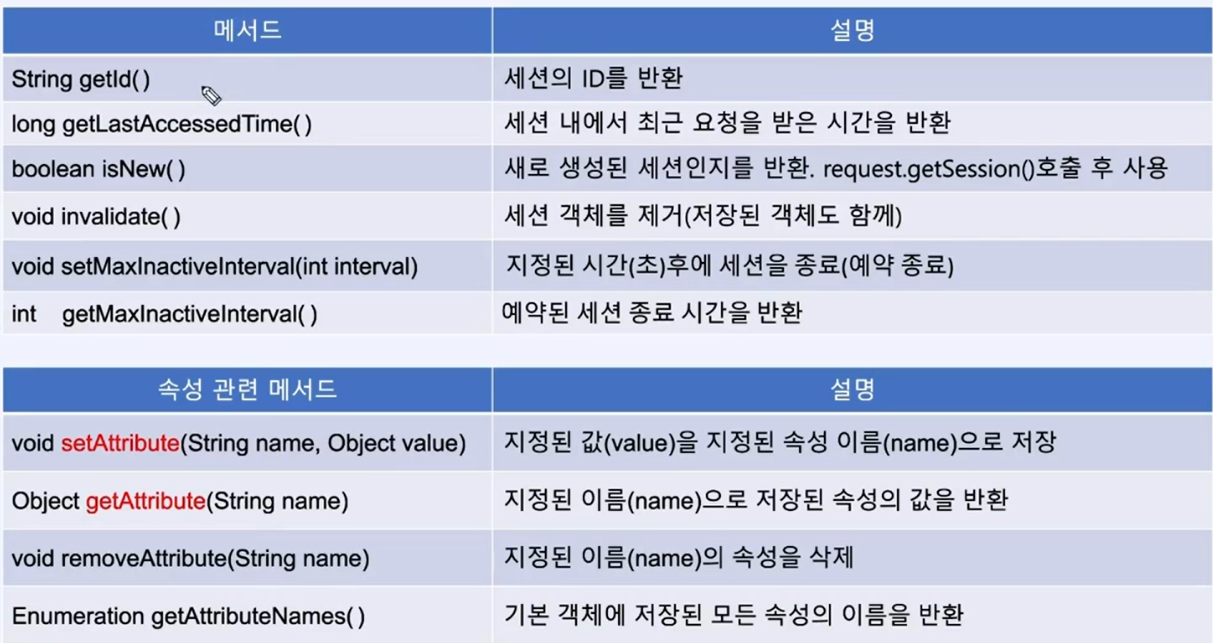 메서드 설명
String getId( ) 세션의 ID를 반환
long getLastAccessedTime( ) 세션 내에서 최근 요청을 받은 시간을 반환
boolean isNew( ) 새로 생성된 세션인지를 반환. request.getSession()호출 후 사용
void invalidate( ) 세션 객체를 제거(저장된 객체도 함께)
void setMaxInactiveInterval(int interval) 지정된 시간(초)후에 세션을 종료(예약 종료)
int getMaxInactiveInterval( ) 예약된 세션 종료 시간을 반환
속성 관련 메서드 설명
void setAttribute(String name, Object value) 지정된 값(value)을 지정된 속성 이름(name)으로 저장
Object getAttribute(String name) 지정된 이름(name)으로 저장된 속성의 값을 반환
void removeAttribute(String name) 지정된 이름(name)의 속성을 삭제
Enumeration getAttributeNames( ) 기본 객체에 저장된 모든 속성의 이름을 반환